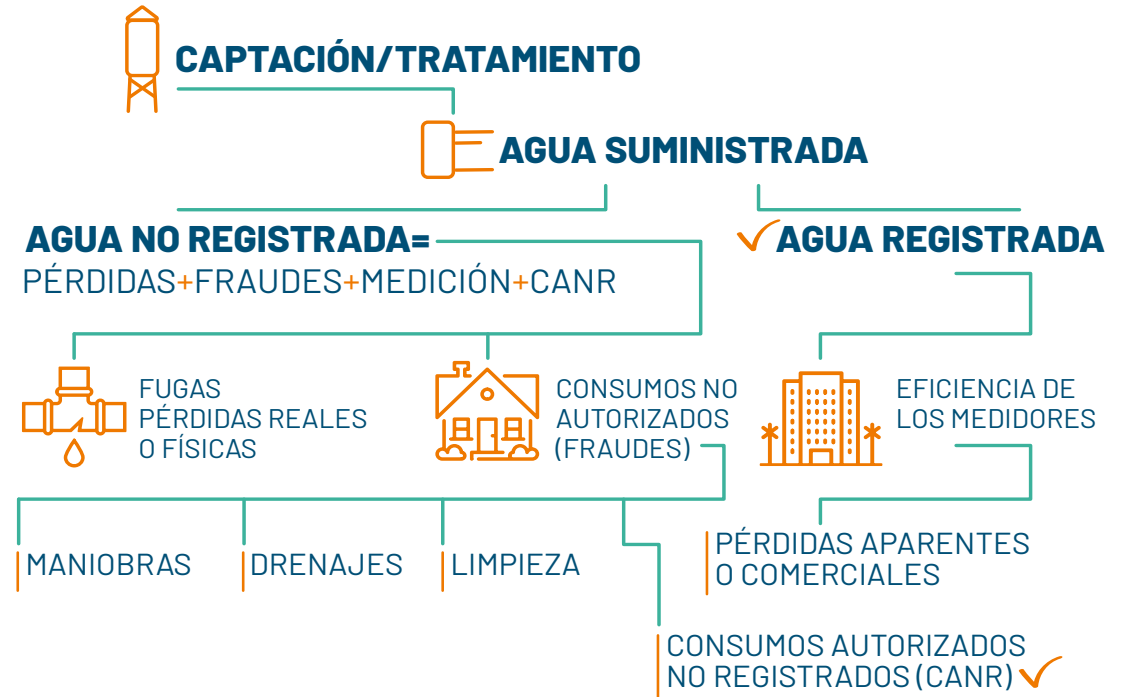 CAPTACIÓN/TRATAMIENTO
AGUA SUMINISTRADA
AGUA NO REGISTRADA=
PÉRDIDAS+FRAUDES+MEDICIÓN+CANR
AGUA REGISTRADA
FUGAS
PÉRDIDAS REALES
O FÍSICAS
CONSUMOS NO
AUTORIZADOS
(FRAUDES)
EFICIENCIA DE
LOS MEDIDORES
MANIOBRAS
DRENAJES
LIMPIEZA
PÉRDIDAS APARENTES
O COMERCIALES
CONSUMOS AUTORIZADOS
NO REGISTRADOS (CANR)